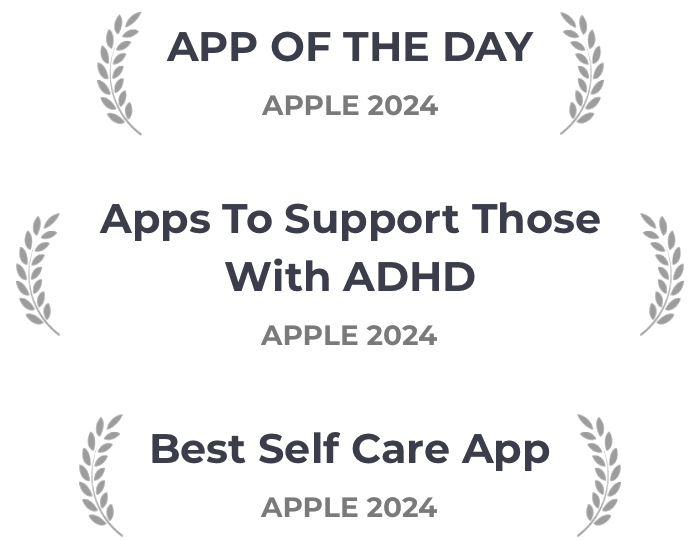 APP OF THE DAY
APPLE 2024
Apps To Support Those
With ADHD
APPLE 2024
Best Self Care App
APPLE 2024